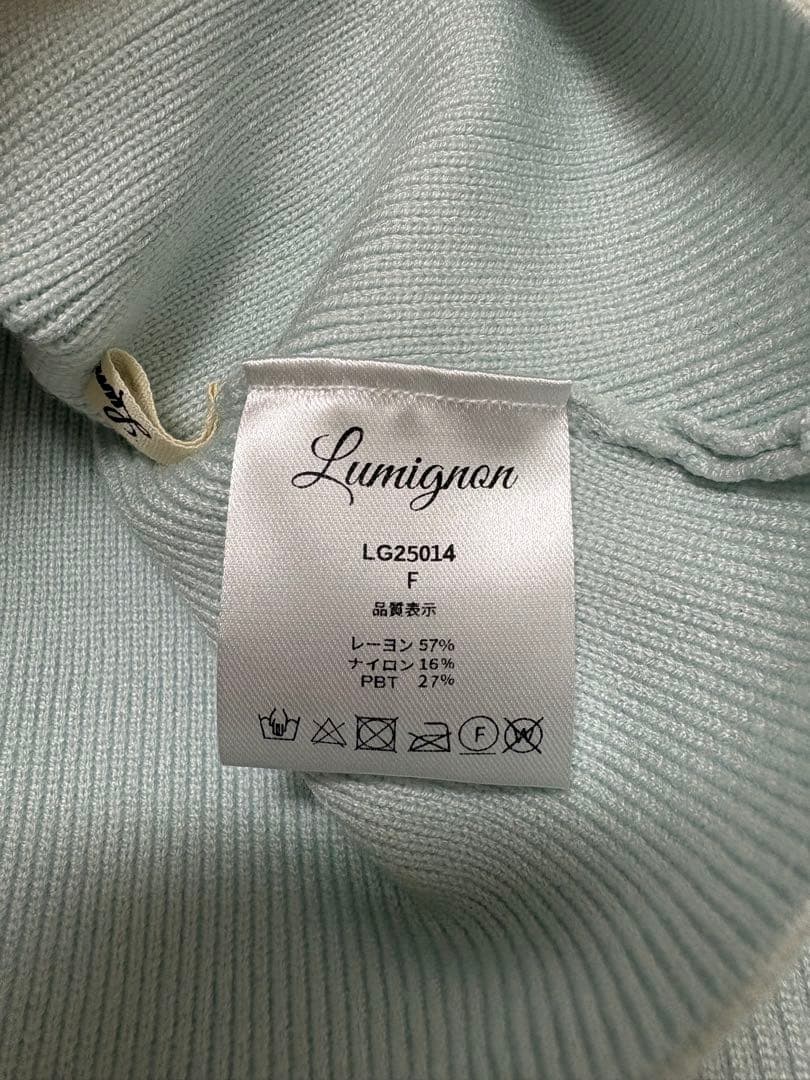 Lumignon
LG25014
F
品質表示
レーヨン 57%
ナイロン 16%
PBT 27%
F W